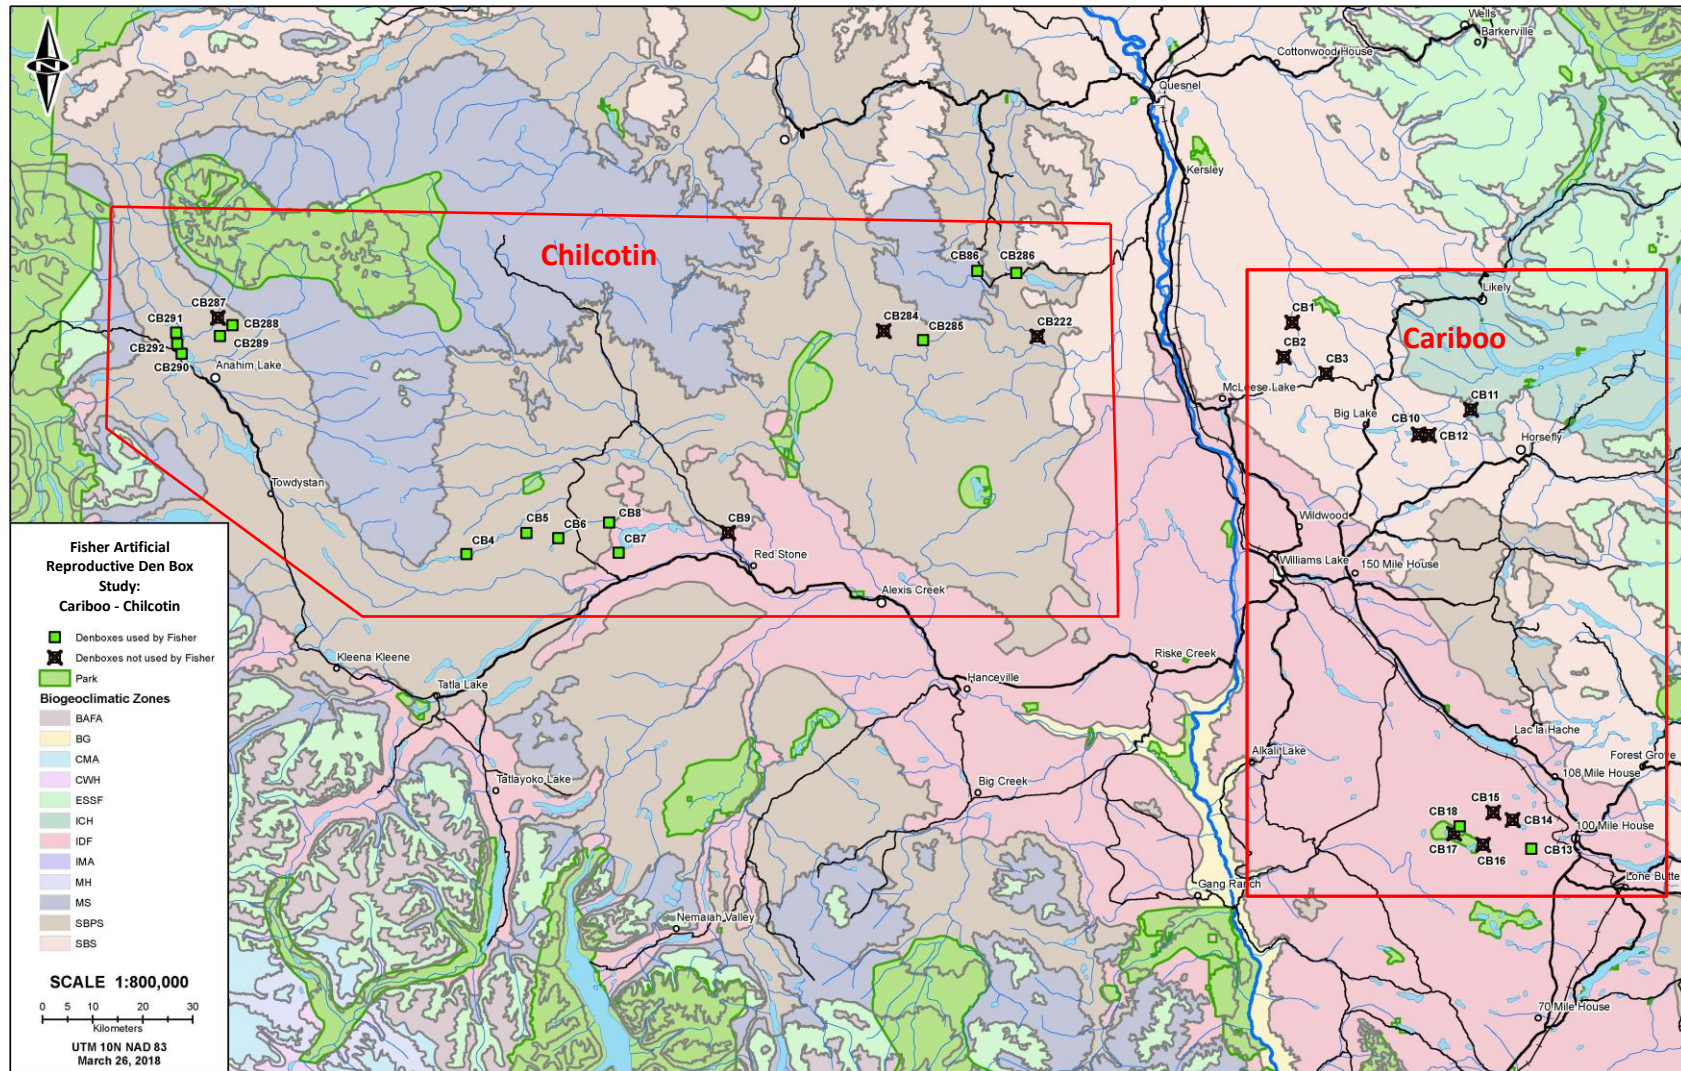 Wells
Barkerville
Cottonwood House
Quesnel
Kersley
Chilcotin
CB86
CB286
Likely
CB287
CB291
CB288
CB289
CB292
CB290
Anahim Lake
CB284
CB285
CB222
CB1
CB2
CB3
Cariboo
McLeese Lake
Big Lake
CB10
CB11
CB12
Horsefly
Towdystan
CB4
CB5
CB6
CB8
CB7
CB9
Red Stone
Alexis Creek
Wildwood
Williams Lake
150 Mile House
Kleena Kleene
Tatla Lake
Hanceville
Riske Creek
Tatlayoko Lake
Big Creek
Alkali Lake
Lac la Hache
Forest Grove
108 Mile House
CB15
CB14
CB18
CB17
CB16
CB13
100 Mile House
Lone Butte
Gang Ranch
Nemaiah Valley
70 Mile House
Fisher Artificial
Reproductive Den Box
Study:
Cariboo - Chilcotin
Denboxes used by Fisher
Denboxes not used by Fisher
Park
Biogeoclimatic Zones
BAFA
BG
CMA
CWH
ESSF
ICH
IDF
IMA
MH
MS
SBPS
SBS
SCALE 1:800,000
0 5 10 20 30
Kilometers
UTM 10N NAD 83
March 26, 2018